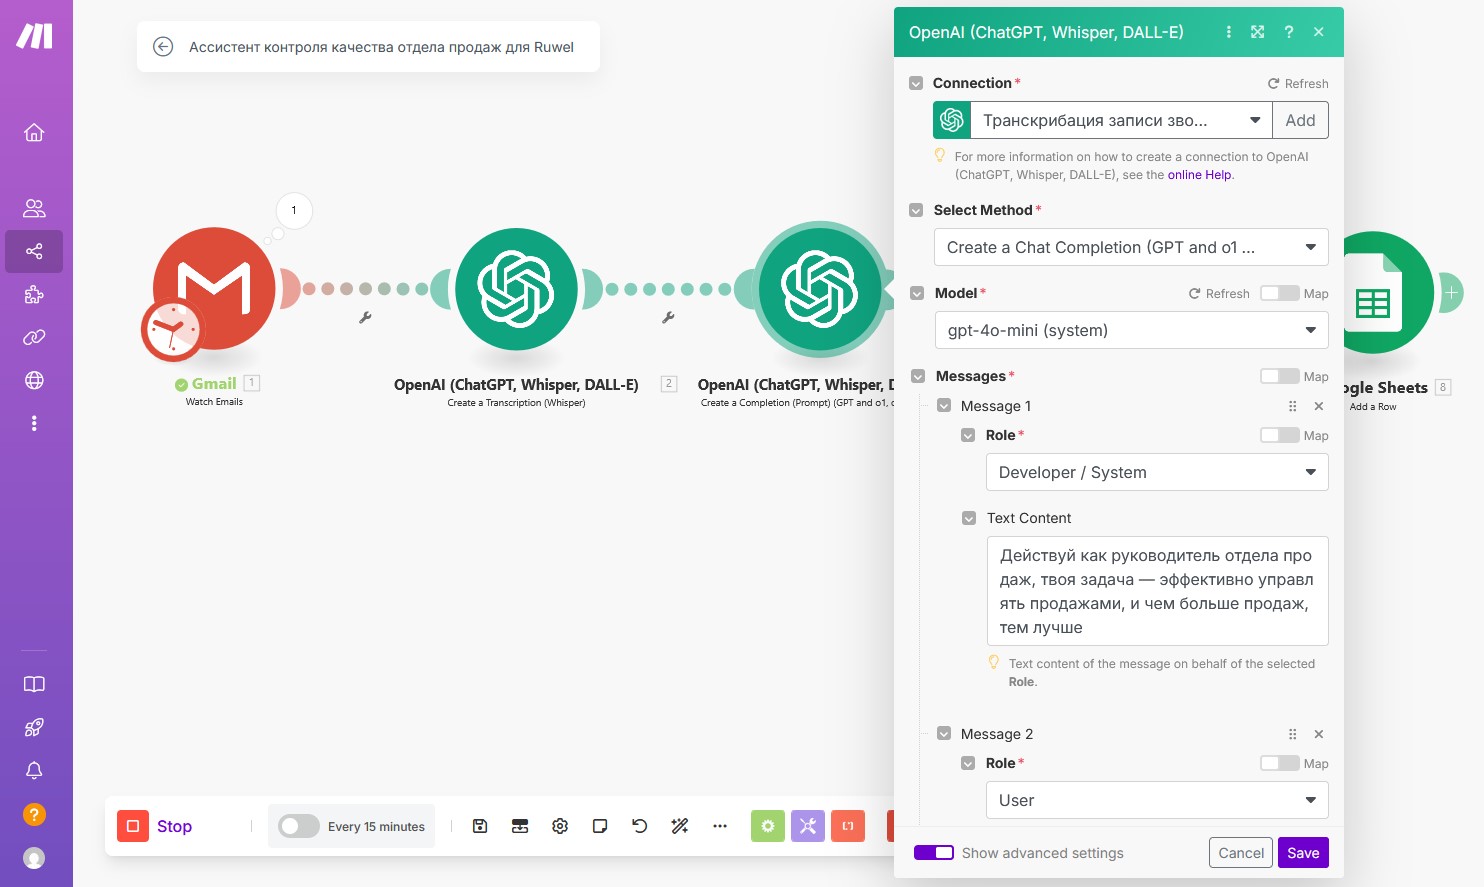 Ассистент контроля качества отдела продаж для Ruwel
1
Gmail 1
Watch Emails
OpenAI (ChatGPT, Whisper, DALL-E) 2
Create a Transcription (Whisper)
OpenAI (ChatGPT, Whisper, D
Create a Completion (Prompt) (GPT and o1,
ogle Sheets 8
Add a Row
OpenAI (ChatGPT, Whisper, DALL-E)
Connection*
Refresh
Транскрибация записи зво...
Add
For more information on how to create a connection to OpenAI
(ChatGPT, Whisper, DALL-E), see the online Help.
Select Method*
Create a Chat Completion (GPT and o1 ...
Model*
Refresh
Map
gpt-4o-mini (system)
Messages*
Map
Message 1
Role*
Map
Developer / System
Text Content
Действуй как руководитель отдела про
даж, твоя задача — эффективно управл
ять продажами, и чем больше продаж,
тем лучше
Text content of the message on behalf of the selected
Role.
Message 2
Role*
Map
User
Show advanced settings
Cancel
Save
Stop
Every 15 minutes